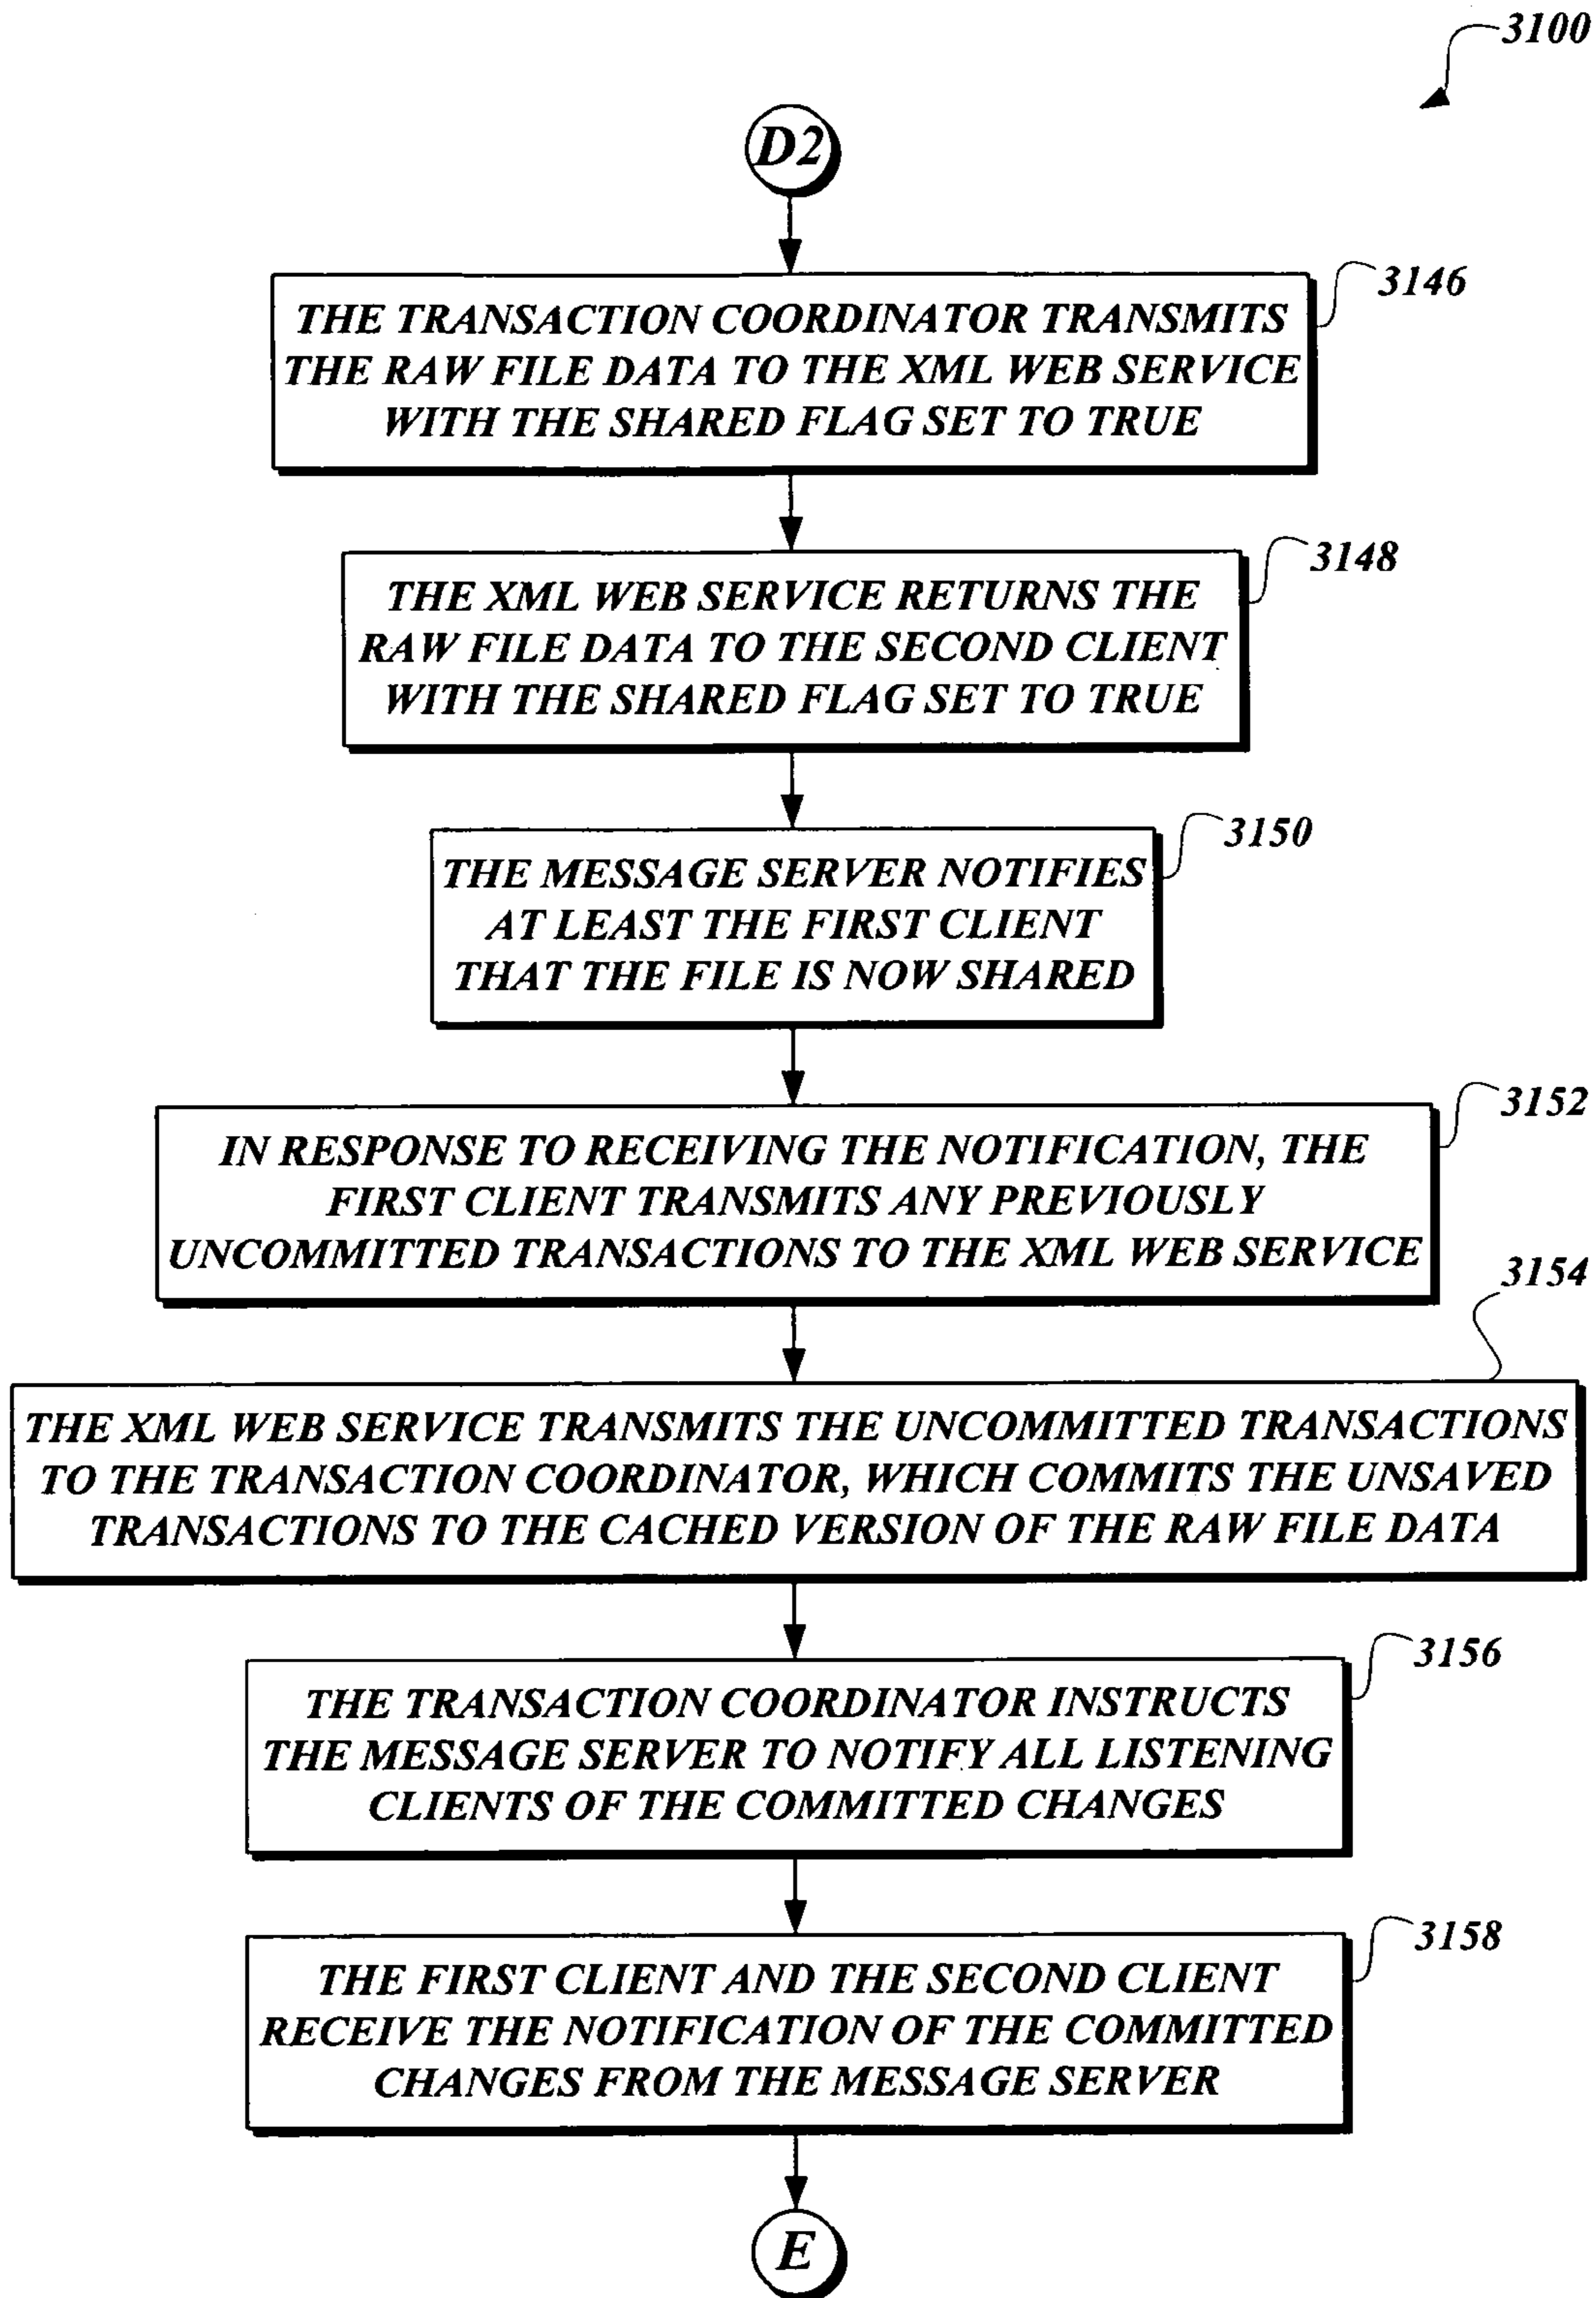 3100
D2
3146
THE TRANSACTION COORDINATOR TRANSMITS
THE RAW FILE DATA TO THE XML WEB SERVICE
WITH THE SHARED FLAG SET TO TRUE
3148
THE XML WEB SERVICE RETURNS THE
RAW FILE DATA TO THE SECOND CLIENT
WITH THE SHARED FLAG SET TO TRUE
3150
THE MESSAGE SERVER NOTIFIES
AT LEAST THE FIRST CLIENT
THAT THE FILE IS NOW SHARED
3152
IN RESPONSE TO RECEIVING THE NOTIFICATION, THE
FIRST CLIENT TRANSMITS ANY PREVIOUSLY
UNCOMMITTED TRANSACTIONS TO THE XML WEB SERVICE
3154
THE XML WEB SERVICE TRANSMITS THE UNCOMMITTED TRANSACTIONS
TO THE TRANSACTION COORDINATOR, WHICH COMMITS THE UNSAVED
TRANSACTIONS TO THE CACHED VERSION OF THE RAW FILE DATA
3156
THE TRANSACTION COORDINATOR INSTRUCTS
THE MESSAGE SERVER TO NOTIFY ALL LISTENING
CLIENTS OF THE COMMITTED CHANGES
3158
THE FIRST CLIENT AND THE SECOND CLIENT
RECEIVE THE NOTIFICATION OF THE COMMITTED
CHANGES FROM THE MESSAGE SERVER
E